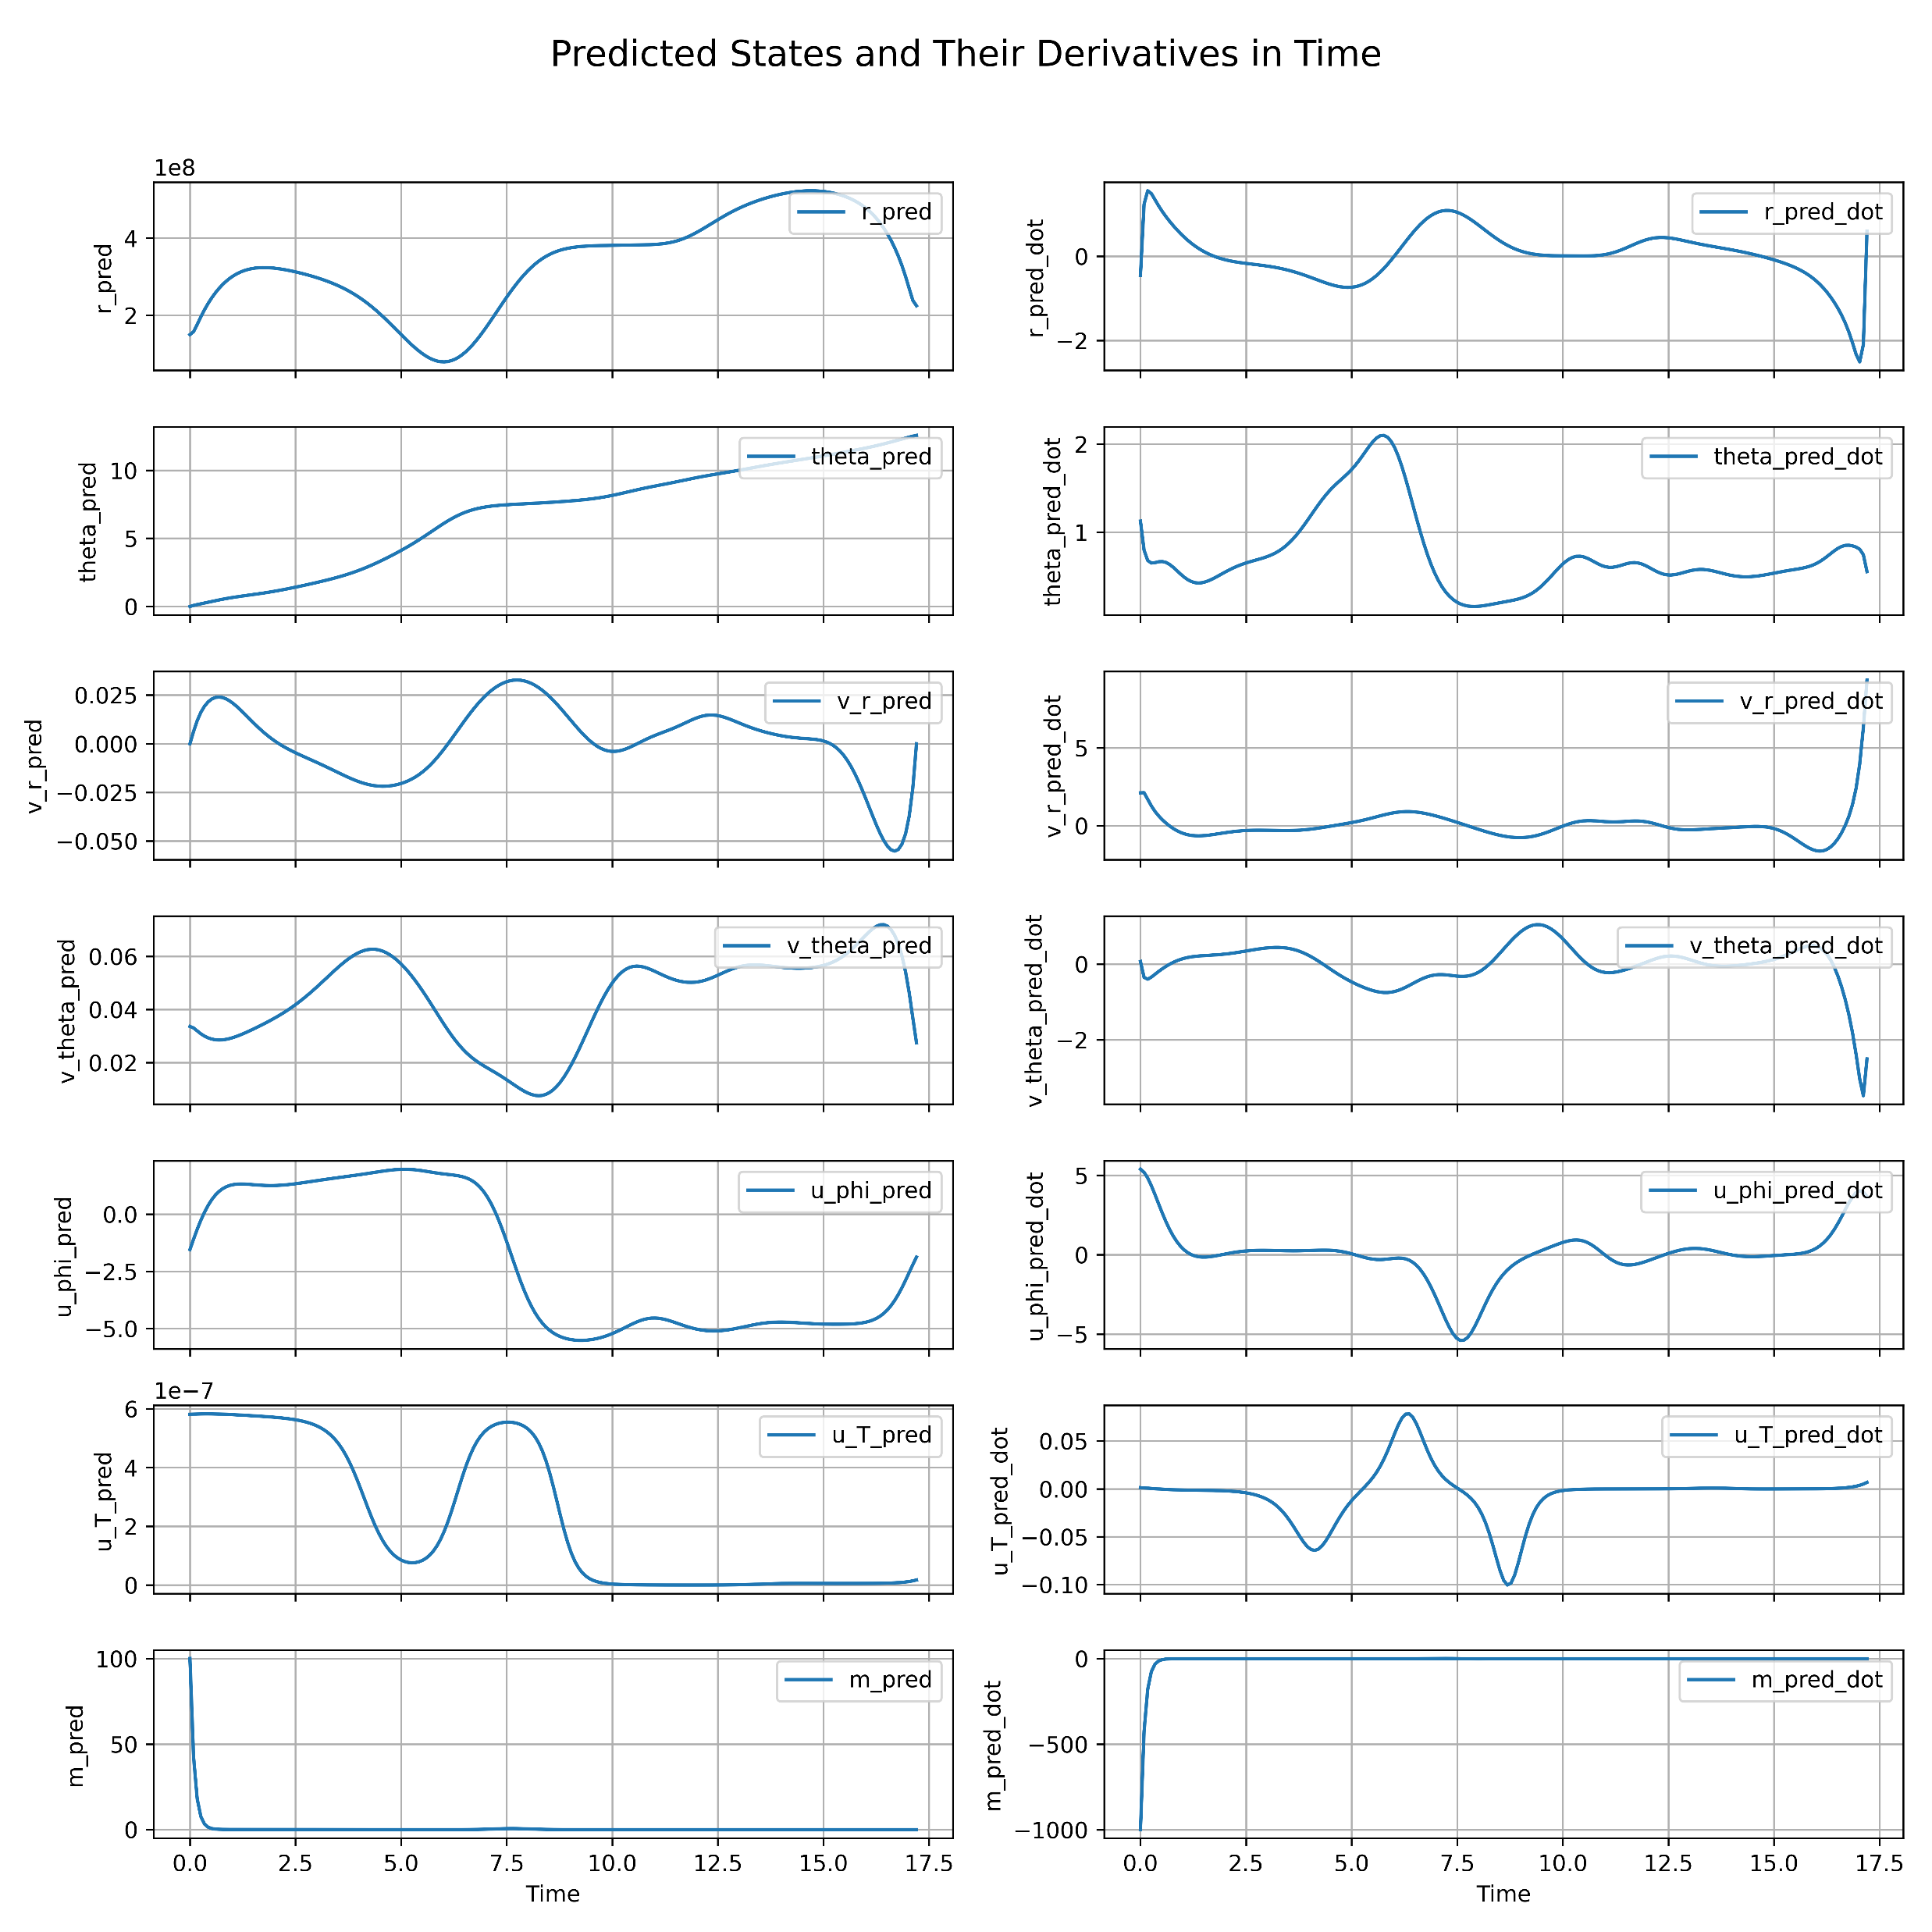 Predicted States and Their Derivatives in Time
1e8
r_pred
4
2
r_pred
r_pred_dot
0
−2
r_pred_dot
theta_pred
10
5
0
theta_pred
theta_pred_dot
2
1
theta_pred_dot
v_r_pred
0.025
0.000
−0.025
−0.050
v_r_pred
v_r_pred_dot
5
0
v_r_pred_dot
v_theta_pred
0.06
0.04
0.02
v_theta_pred
v_theta_pred_dot
0
−2
v_theta_pred_dot
u_phi_pred
0.0
−2.5
−5.0
u_phi_pred
u_phi_pred_dot
5
0
−5
u_phi_pred_dot
1e−7
u_T_pred
6
4
2
0
u_T_pred
u_T_pred_dot
0.05
0.00
−0.05
−0.10
u_T_pred_dot
m_pred
100
50
0
m_pred
0.0 2.5 5.0 7.5 10.0 12.5 15.0 17.5
Time
m_pred_dot
0
−500
−1000
m_pred_dot
0.0 2.5 5.0 7.5 10.0 12.5 15.0 17.5
Time